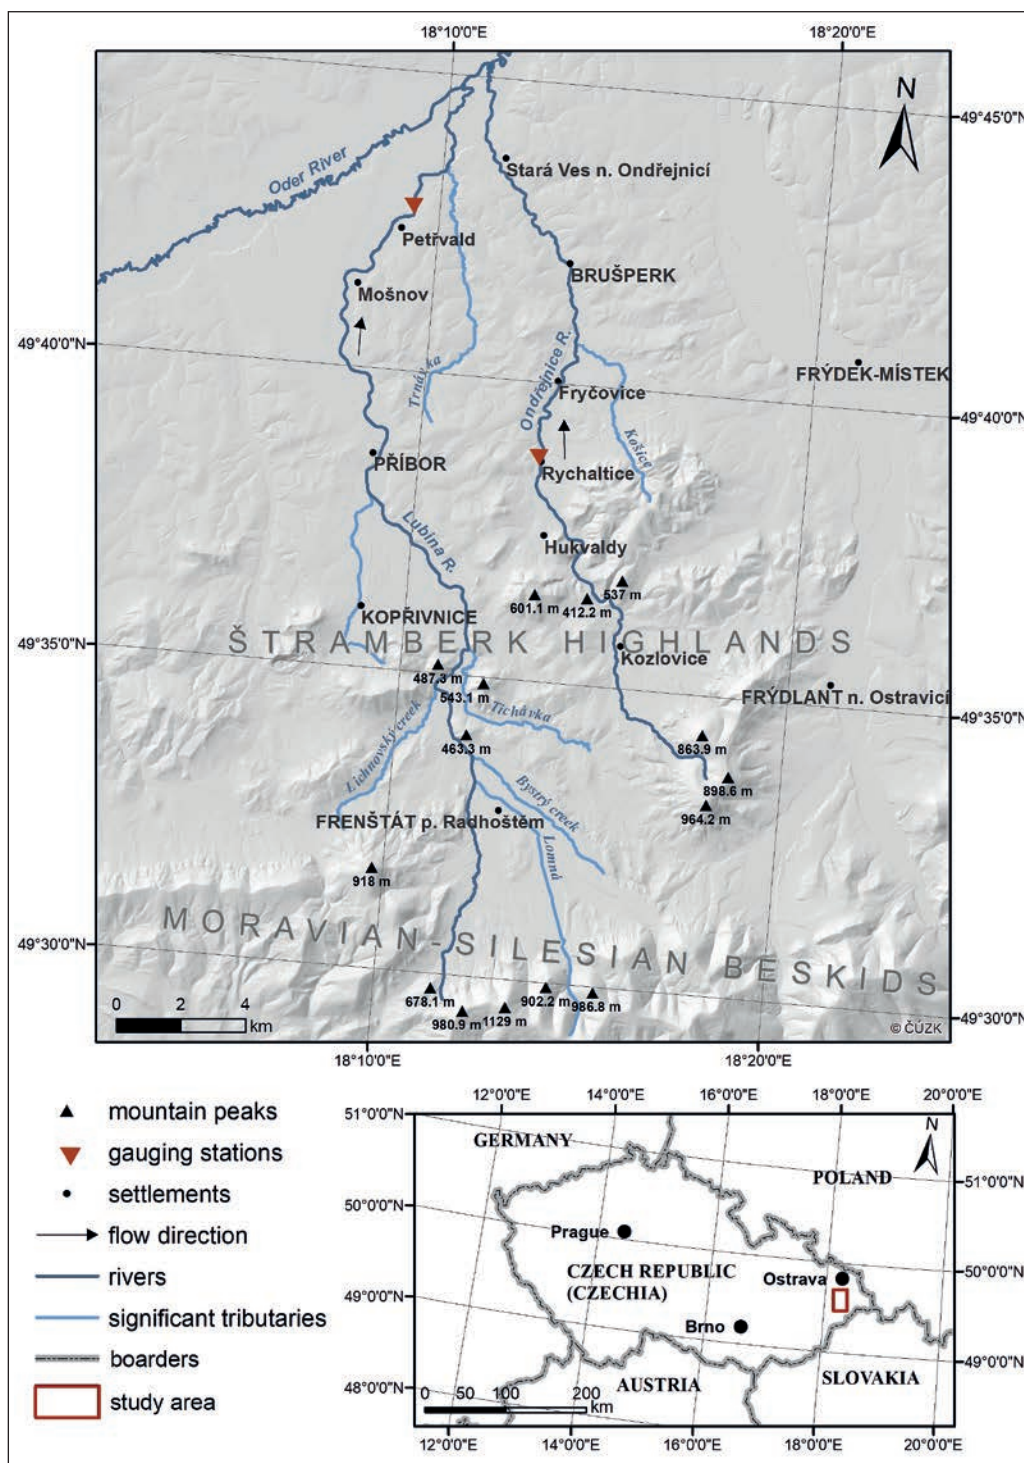 18°10'0"E
18°20'0"E
N
49°45'0"N
Stará Ves n. Ondřejnicí
Oder River
Petřvald
BRUŠPERK
Mošnov
49°40'0"N
Ondřejnice R.
Trnávka
FRÝDEK-MÍSTEK
Fryčovice
49°40'0"N
Košice
PŘÍBOR
Rychaltice
Lubina R.
Hukvaldy
537 m
601.1 m
412.2 m
KOPŘIVNICE
49°35'0"N
ŠTRAMBERK HIGHLANDS
Kozlovice
487.3 m
543.1 m
FRÝDLANT n. Ostravicí
Tichávka
49°35'0"N
Lichnovský creek
463.3 m
863.9 m
898.6 m
Bystrý creek
964.2 m
FRENŠTÁT p. Radhoštěm
Lomná
918 m
MORAVIAN-SILESIAN BESKIDS
49°30'0"N
678.1 m
902.2 m
986.8 m
980.9 m
1129 m
0 2 4
km
49°30'0"N
© ČÚZK
18°10'0"E
18°20'0"E
mountain peaks
gauging stations
settlements
flow direction
rivers
significant tributaries
boarders
study area
12°0'0"E
14°0'0"E
16°0'0"E
18°0'0"E
20°0'0"E
51°0'0"N
N
GERMANY
POLAND
51°0'0"N
50°0'0"N
Prague
CZECH REPUBLIC
(CZECHIA)
Ostrava
50°0'0"N
49°0'0"N
Brno
49°0'0"N
AUSTRIA
SLOVAKIA
48°0'0"N
0 50 100 200
km
12°0'0"E
14°0'0"E
16°0'0"E
18°0'0"E
20°0'0"E